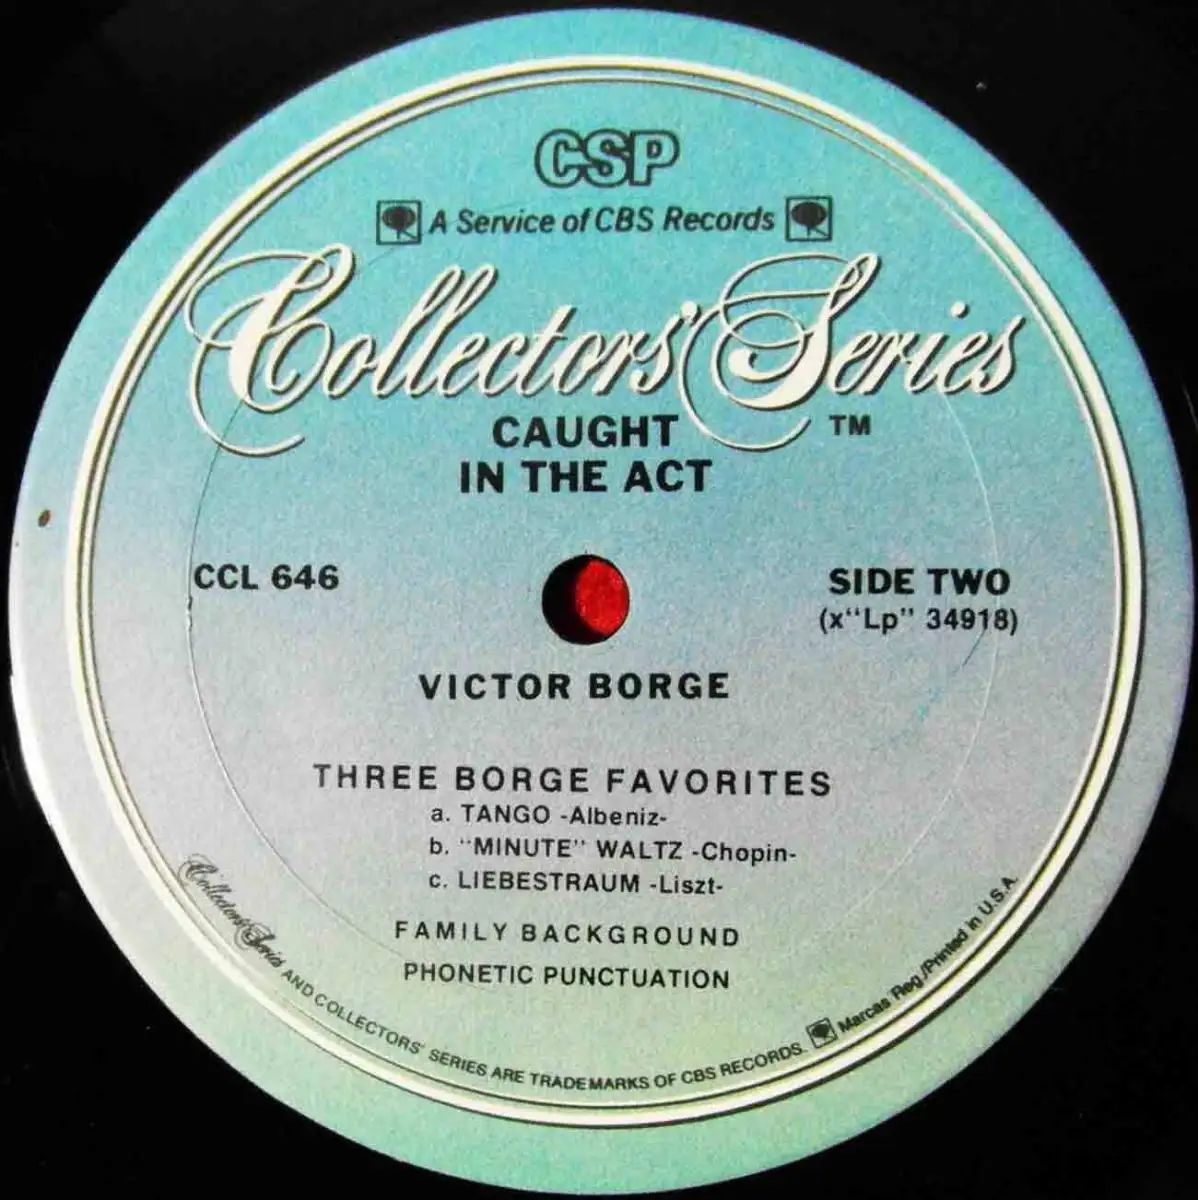 CSP
A Service of CBS Records
Collectors' Series
TM
CAUGHT
IN THE ACT
CCL 646
SIDE TWO
(x"Lp" 34918)
VICTOR BORGE
THREE BORGE FAVORITES
a. TANGO -Albeniz-
b. "MINUTE" WALTZ -Chopin-
c. LIEBESTRAUM -Liszt-
FAMILY BACKGROUND
PHONETIC PUNCTUATION
Collectors' Series AND COLLECTORS' SERIES ARE TRADEMARKS OF CBS RECORDS. Marcas Reg./Printed in U.S.A.